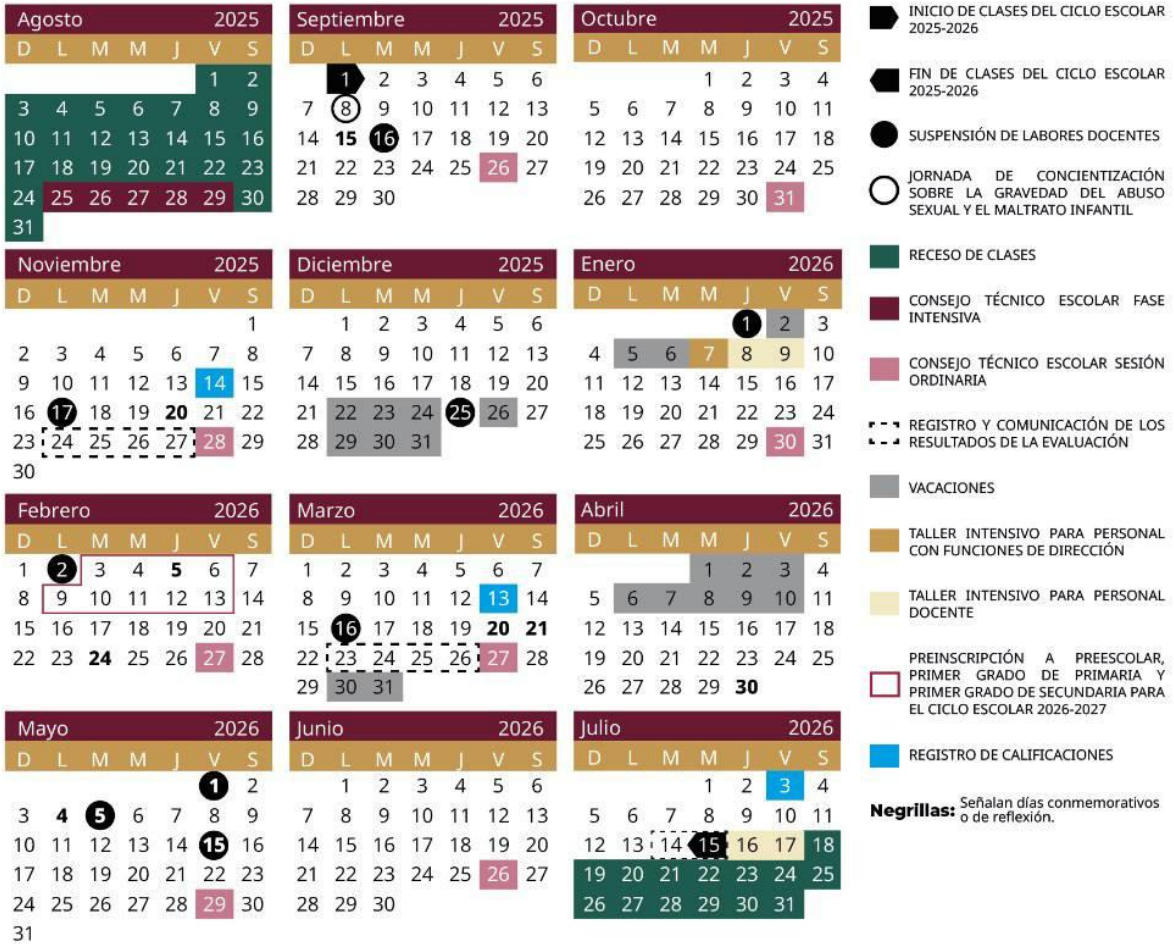 Agosto 2025
D L M M J V S
1 2
3 4 5 6 7 8 9
10 11 12 13 14 15 16
17 18 19 20 21 22 23
24 25 26 27 28 29 30
31
Septiembre 2025
D L M M J V S
1 2 3 4 5 6
7 8 9 10 11 12 13
14 15 16 17 18 19 20
21 22 23 24 25 26 27
28 29 30
Octubre 2025
D L M M J V S
1 2 3 4
5 6 7 8 9 10 11
12 13 14 15 16 17 18
19 20 21 22 23 24 25
26 27 28 29 30 31
Noviembre 2025
D L M M J V S
1
2 3 4 5 6 7 8
9 10 11 12 13 14 15
16 17 18 19 20 21 22
23 24 25 26 27 28 29
30
Diciembre 2025
D L M M J V S
1 2 3 4 5 6
7 8 9 10 11 12 13
14 15 16 17 18 19 20
21 22 23 24 25 26 27
28 29 30 31
Enero 2026
D L M M J V S
1 2 3
4 5 6 7 8 9 10
11 12 13 14 15 16 17
18 19 20 21 22 23 24
25 26 27 28 29 30 31
Febrero 2026
D L M M J V S
1 2 3 4 5 6 7
8 9 10 11 12 13 14
15 16 17 18 19 20 21
22 23 24 25 26 27 28
Marzo 2026
D L M M J V S
1 2 3 4 5 6 7
8 9 10 11 12 13 14
15 16 17 18 19 20 21
22 23 24 25 26 27 28
29 30 31
Abril 2026
D L M M J V S
1 2 3 4
5 6 7 8 9 10 11
12 13 14 15 16 17 18
19 20 21 22 23 24 25
26 27 28 29 30
Mayo 2026
D L M M J V S
1 2
3 4 5 6 7 8 9
10 11 12 13 14 15 16
17 18 19 20 21 22 23
24 25 26 27 28 29 30
31
Junio 2026
D L M M J V S
1 2 3 4 5 6
7 8 9 10 11 12 13
14 15 16 17 18 19 20
21 22 23 24 25 26 27
28 29 30
Julio 2026
D L M M J V S
1 2 3 4
5 6 7 8 9 10 11
12 13 14 15 16 17 18
19 20 21 22 23 24 25
26 27 28 29 30 31
INICIO DE CLASES DEL CICLO ESCOLAR
2025-2026
FIN DE CLASES DEL CICLO ESCOLAR
2025-2026
SUSPENSIÓN DE LABORES DOCENTES
JORNADA DE CONCIENTIZACIÓN
SOBRE LA GRAVEDAD DEL ABUSO
SEXUAL Y EL MALTRATO INFANTIL
RECESO DE CLASES
CONSEJO TÉCNICO ESCOLAR FASE
INTENSIVA
CONSEJO TÉCNICO ESCOLAR SESIÓN
ORDINARIA
REGISTRO Y COMUNICACIÓN DE LOS
RESULTADOS DE LA EVALUACIÓN
VACACIONES
TALLER INTENSIVO PARA PERSONAL
CON FUNCIONES DE DIRECCIÓN
TALLER INTENSIVO PARA PERSONAL
DOCENTE
PREINSCRIPCIÓN A PREESCOLAR,
PRIMER GRADO DE PRIMARIA Y
PRIMER GRADO DE SECUNDARIA PARA
EL CICLO ESCOLAR 2026-2027
REGISTRO DE CALIFICACIONES
Negrillas: Señalan días conmemorativos
o de reflexión.